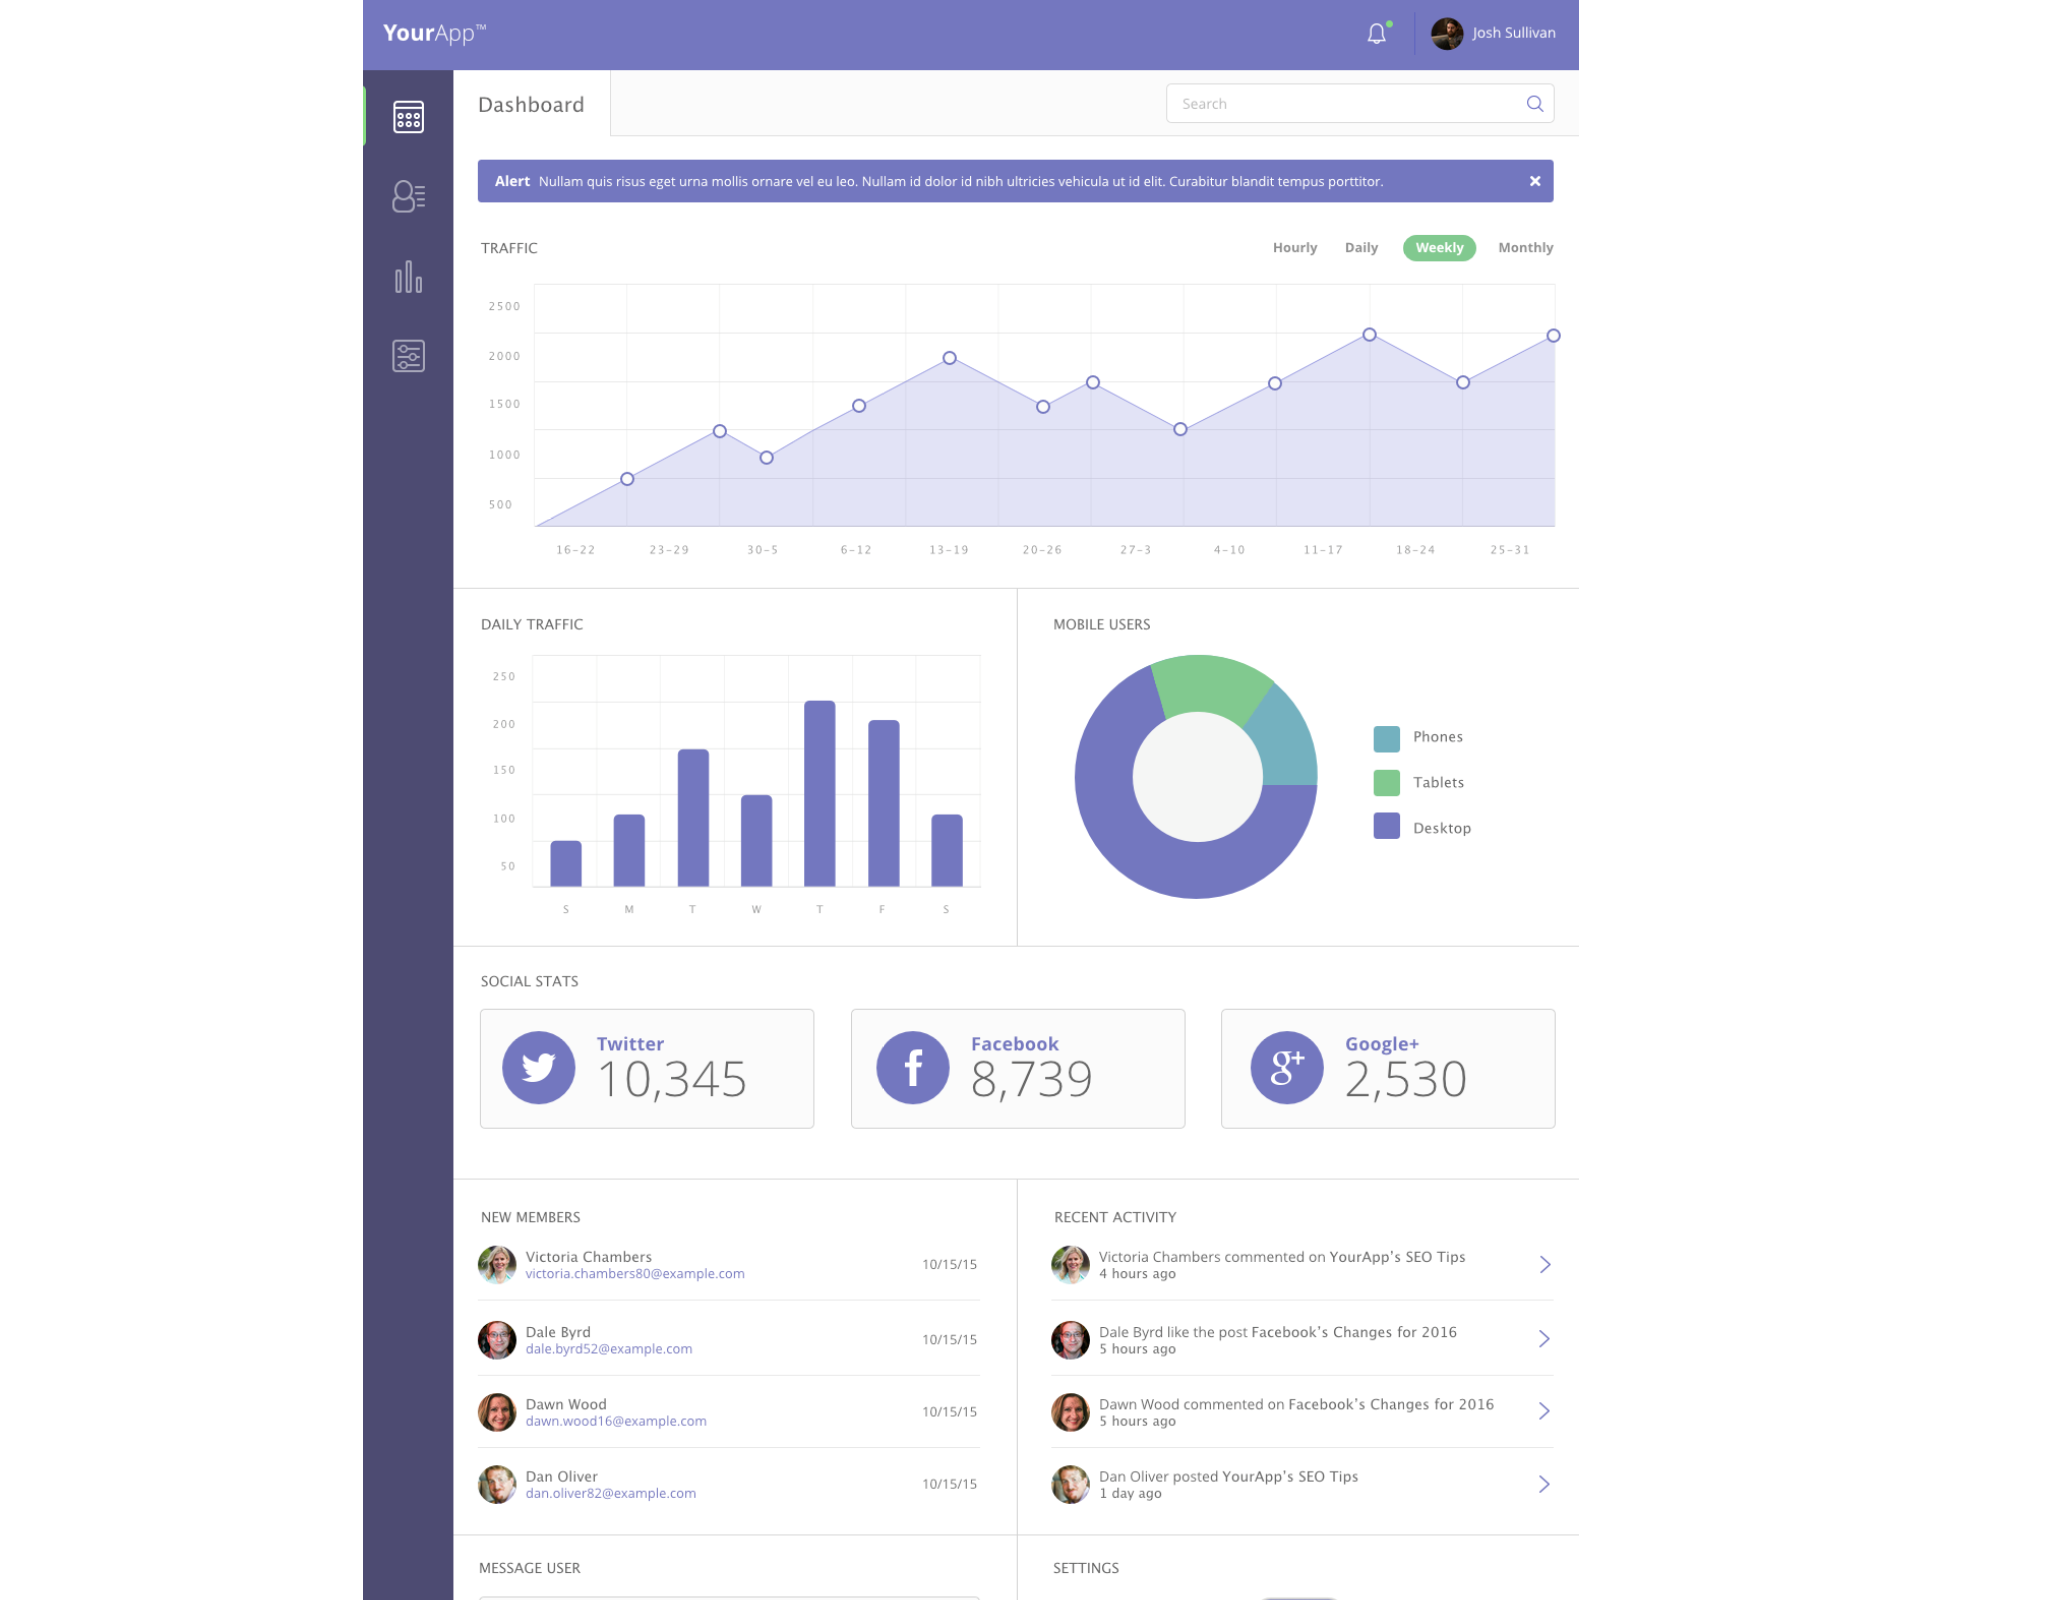 YourApp™
Josh Sullivan
Dashboard
Search
Alert Nullam quis risus eget urna mollis ornare vel eu leo. Nullam id dolor id nibh ultricies vehicula ut id elit. Curabitur blandit tempus porttitor.
TRAFFIC
Hourly Daily Weekly Monthly
2500
2000
1500
1000
500
16-22 23-29 30-5 6-12 13-19 20-26 27-3 4-10 11-17 18-24 25-31
DAILY TRAFFIC
250
200
150
100
50
S M T W T F S
MOBILE USERS
Phones
Tablets
Desktop
SOCIAL STATS
Twitter
10,345
Facebook
8,739
Google+
2,530
NEW MEMBERS
Victoria Chambers
victoria.chambers80@example.com
10/15/15
Dale Byrd
dale.byrd52@example.com
10/15/15
Dawn Wood
dawn.wood16@example.com
10/15/15
Dan Oliver
dan.oliver82@example.com
10/15/15
RECENT ACTIVITY
Victoria Chambers commented on YourApp's SEO Tips
4 hours ago
Dale Byrd like the post Facebook's Changes for 2016
5 hours ago
Dawn Wood commented on Facebook's Changes for 2016
5 hours ago
Dan Oliver posted YourApp's SEO Tips
1 day ago
MESSAGE USER
SETTINGS